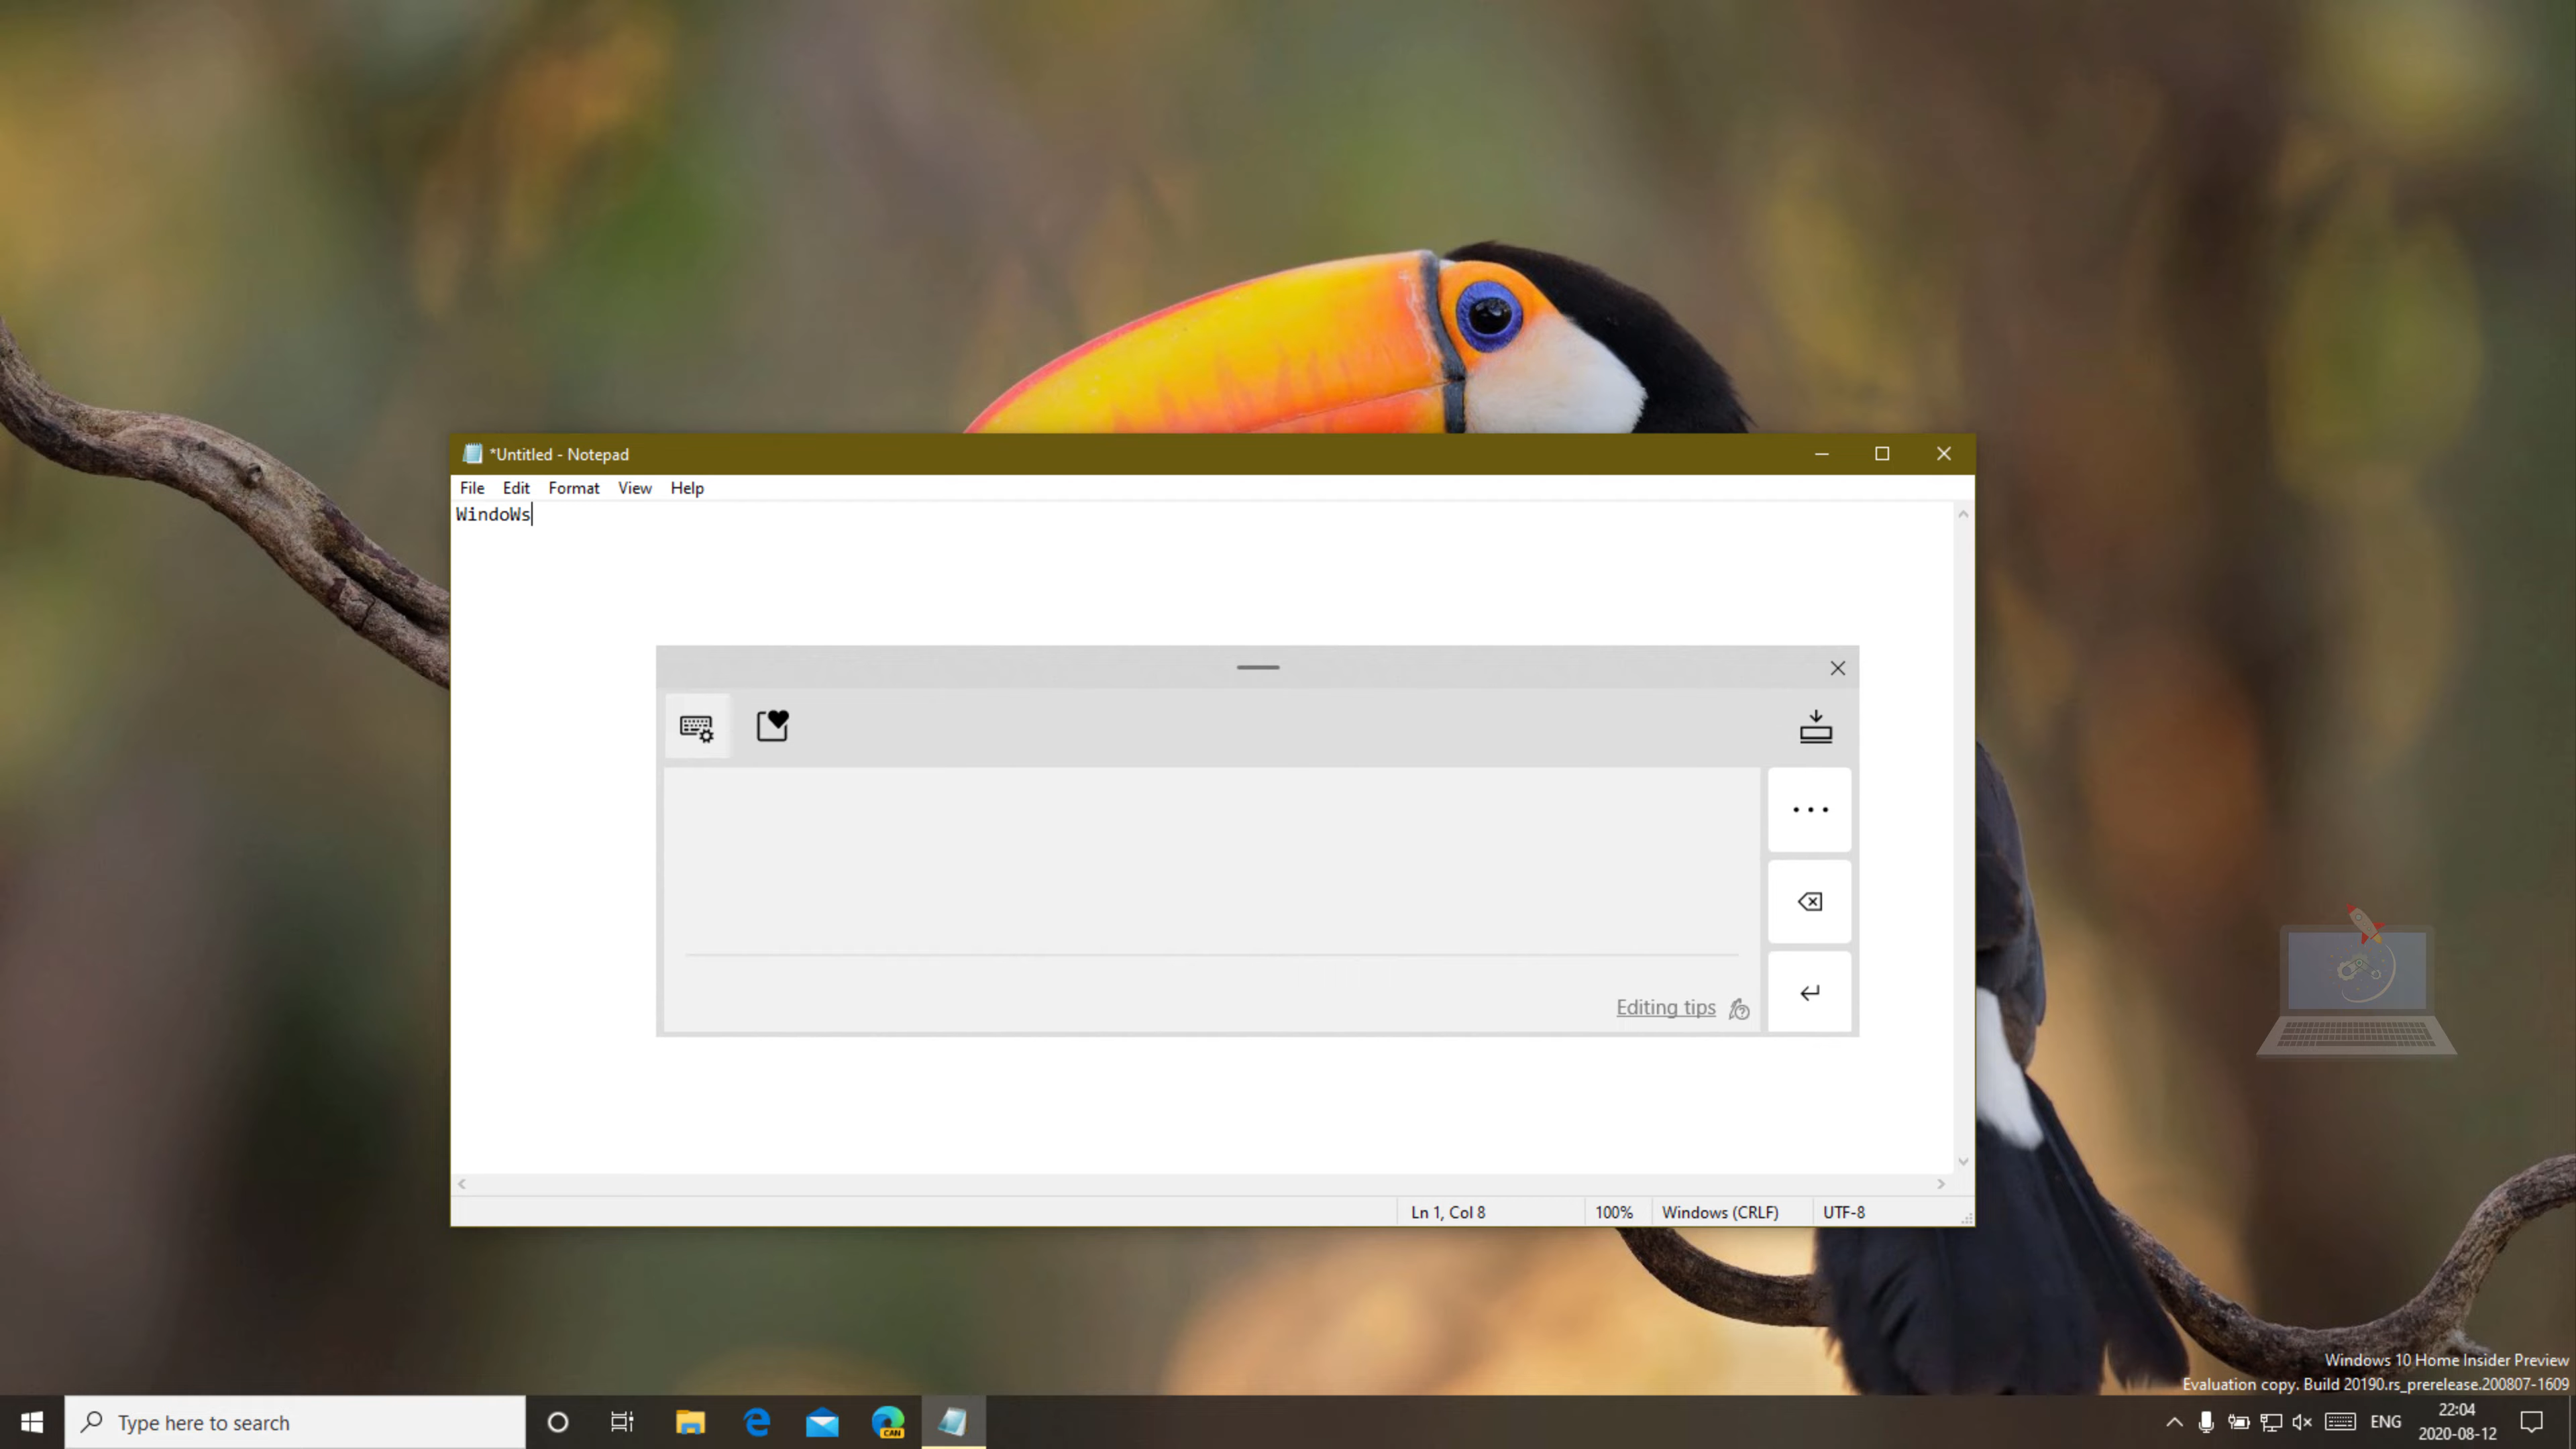 *Untitled - Notepad
File Edit Format View Help
WindoWs
Editing tips
Ln 1, Col 8 100% Windows (CRLF) UTF-8
Windows 10 Home Insider Preview
Evaluation copy. Build 20190.rs_prerelease.200807-1609
Type here to search
CAN
ENG
22:04
2020-08-12